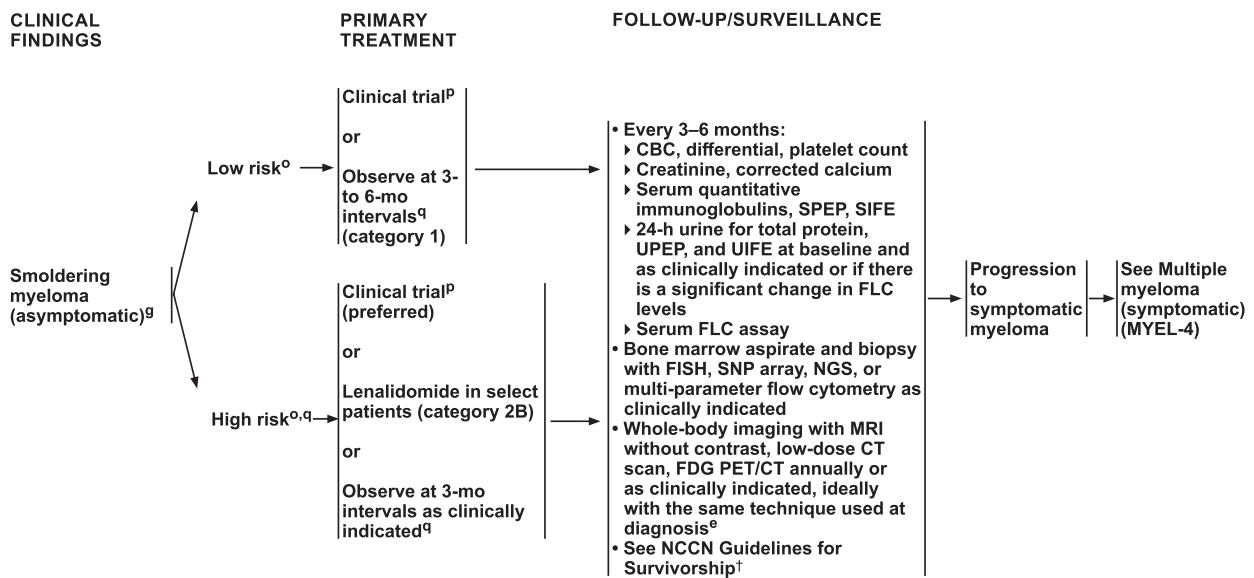 CLINICAL
FINDINGS
PRIMARY
TREATMENT
FOLLOW-UP/SURVEILLANCE
Smoldering
myeloma
(asymptomatic)g
Low risko
Clinical trialp
or
Observe at 3-
to 6-mo
intervalsq
(category 1)
High risko,q
Clinical trialp
(preferred)
or
Lenalidomide in select
patients (category 2B)
or
Observe at 3-mo
intervals as clinically
indicatedq
• Every 3–6 months:
CBC, differential, platelet count
Creatinine, corrected calcium
Serum quantitative
immunoglobulins, SPEP, SIFE
24-h urine for total protein,
UPEP, and UIFE at baseline and
as clinically indicated or if there
is a significant change in FLC
levels
Serum FLC assay
• Bone marrow aspirate and biopsy
with FISH, SNP array, NGS, or
multi-parameter flow cytometry as
clinically indicated
• Whole-body imaging with MRI
without contrast, low-dose CT
scan, FDG PET/CT annually or
as clinically indicated, ideally
with the same technique used at
diagnosise
• See NCCN Guidelines for
Survivorship†
Progression
to
symptomatic
myeloma
See Multiple
myeloma
(symptomatic)
(MYEL-4)